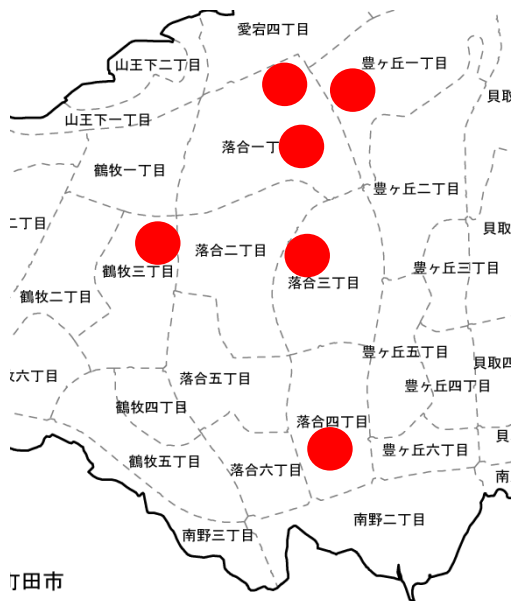 愛宕四丁目
山王下二丁目
豊ヶ丘一丁目
貝取
山王下一丁目
落合一丁
鶴牧一丁目
豊ヶ丘二丁目
二丁目
貝取
落合二丁目
鶴牧三丁目
豊ヶ丘三丁目
落合三丁目
鶴牧二丁目
豊ヶ丘五丁目
貝取四
六丁目
落合五丁目
豊ヶ丘四丁目
鶴牧四丁目
落合四丁目
貝
豊ヶ丘六丁目
鶴牧五丁目
落合六丁目
南
南野二丁目
南野三丁目
町田市